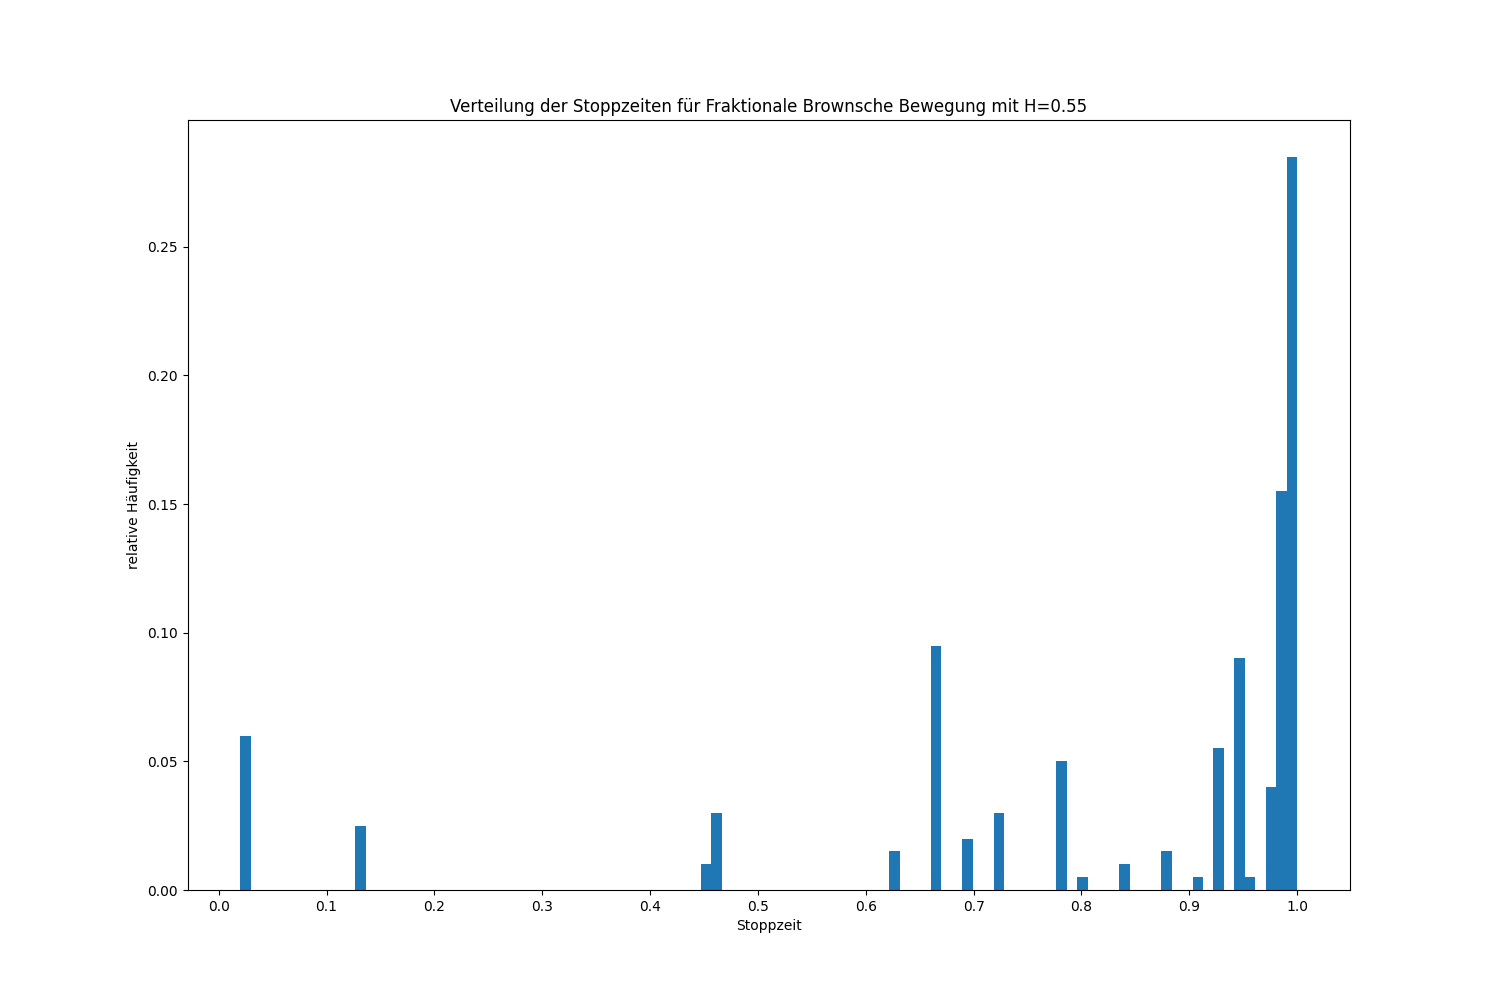 Verteilung der Stoppzeiten für Fraktionale Brownsche Bewegung mit H=0.55
relative Häufigkeit
0.25
0.20
0.15
0.10
0.05
0.00
0.0 0.1 0.2 0.3 0.4 0.5 0.6 0.7 0.8 0.9 1.0
Stoppzeit